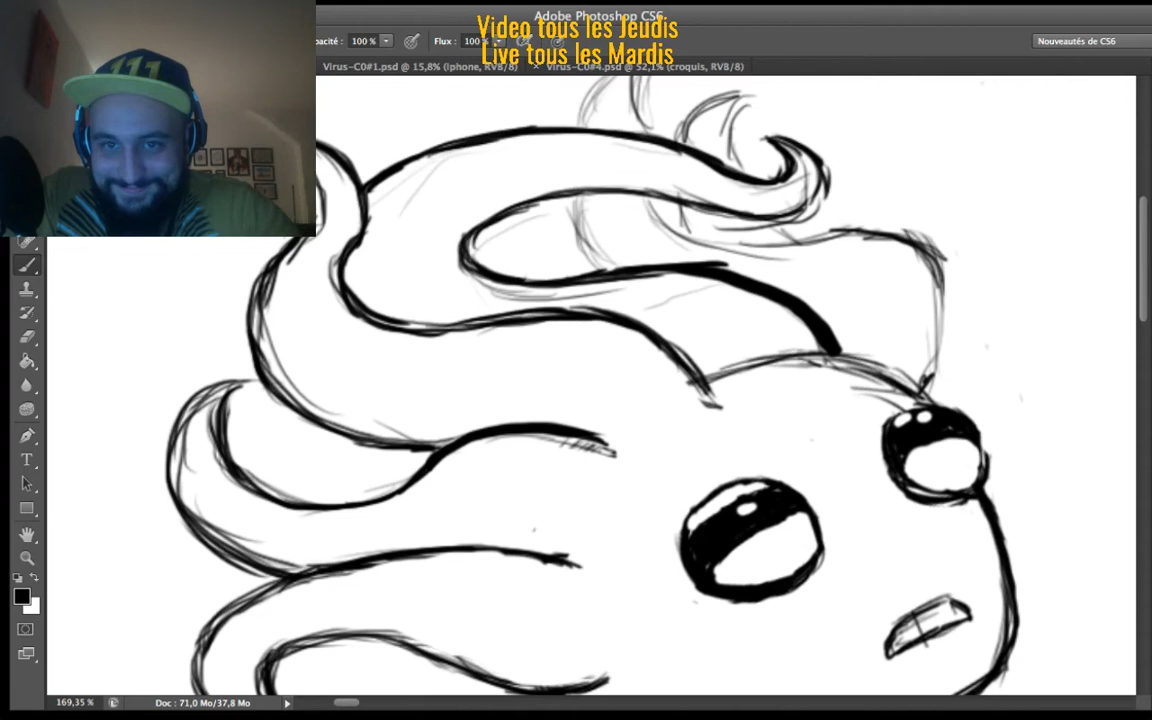 Adobe Photoshop CS6
Video tous les Jeudis
Live tous les Mardis
pacité : 100 % Flux : 100 % Nouveautés de CS6
Virus-C0#1.psd @ 15,8% (Iphone, RVB/8) × Virus-C0#4.psd @ 52,1% (croquis, RVB/8)
111
T
169,35 % Doc : 71,0 Mo/37,8 Mo